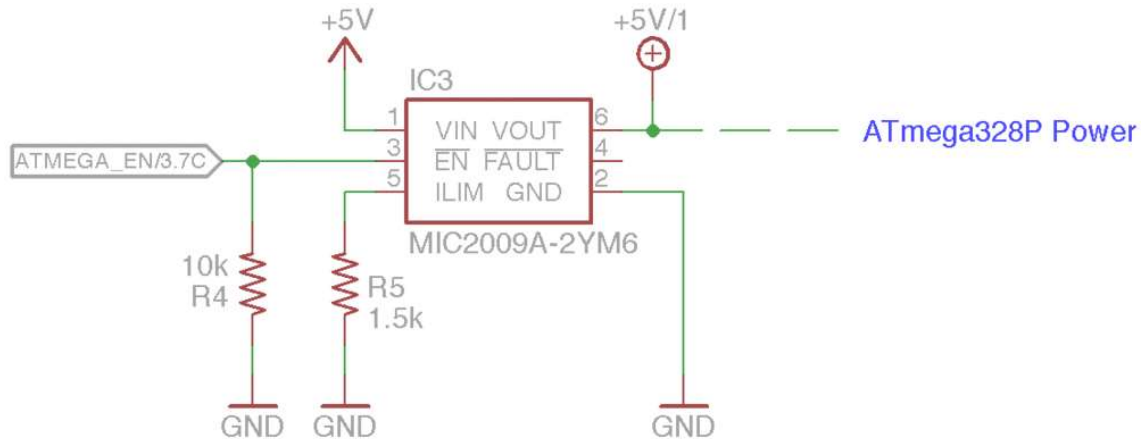 +5V
+5V/1
IC3
1
VIN
VOUT
6
ATmega328P Power
ATMEGA_EN/3.7C
3
EN
FAULT
4
5
ILIM
GND
2
MIC2009A-2YM6
10k
R4
R5
1.5k
GND
GND
GND